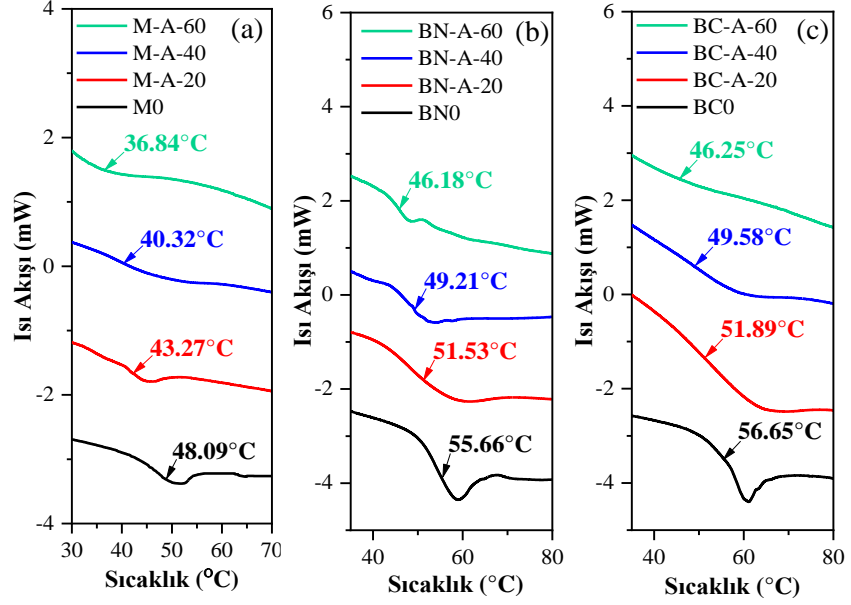 Isı Akışı (mW)
4
2
0
-2
-4
M-A-60
M-A-40
M-A-20
M0
(a)
36.84°C
40.32°C
43.27°C
48.09°C
30 40 50 60 70
Sıcaklık (°C)
Isı Akışı (mW)
6
4
2
0
-2
-4
BN-A-60
BN-A-40
BN-A-20
BN0
(b)
46.18°C
49.21°C
51.53°C
55.66°C
40 60 80
Sıcaklık (°C)
Isı Akışı (mW)
6
4
2
0
-2
-4
BC-A-60
BC-A-40
BC-A-20
BC0
(c)
46.25°C
49.58°C
51.89°C
56.65°C
40 60 80
Sıcaklık (°C)